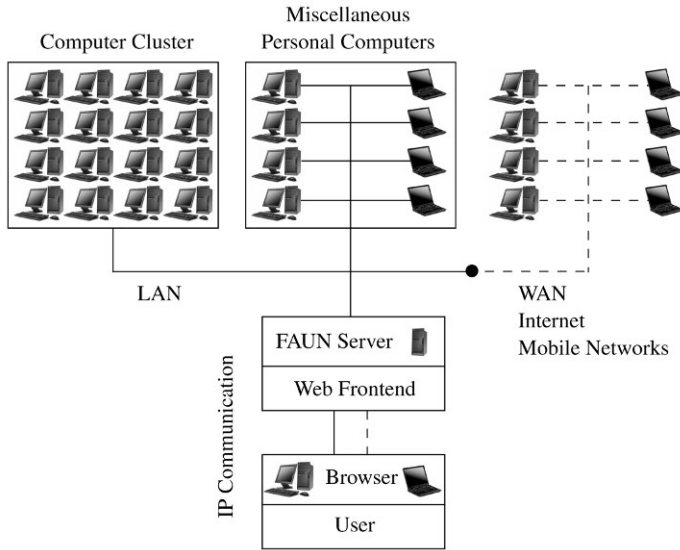 Computer Cluster
Miscellaneous
Personal Computers
LAN
WAN
Internet
Mobile Networks
FAUN Server
Web Frontend
IP Communication
Browser
User